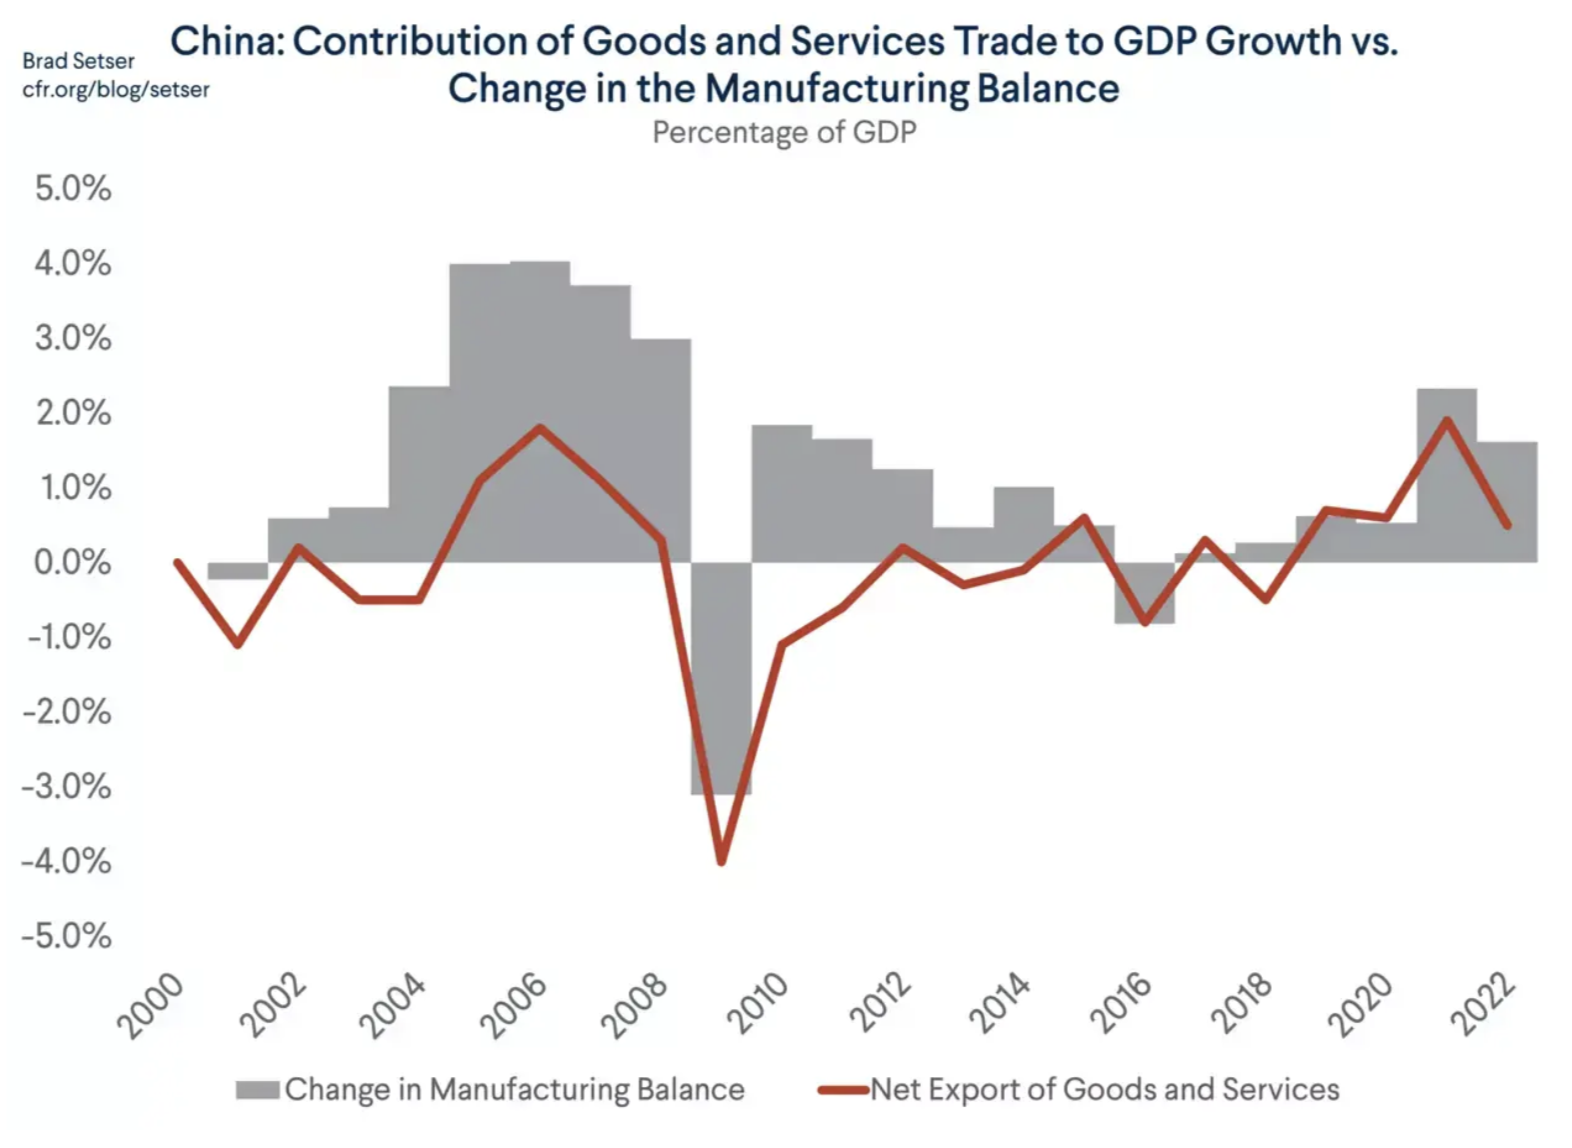 Brad Setser
cfr.org/blog/setser
China: Contribution of Goods and Services Trade to GDP Growth vs.
Change in the Manufacturing Balance
Percentage of GDP
5.0%
4.0%
3.0%
2.0%
1.0%
0.0%
-1.0%
-2.0%
-3.0%
-4.0%
-5.0%
2000 2002 2004 2006 2008 2010 2012 2014 2016 2018 2020 2022
Change in Manufacturing Balance Net Export of Goods and Services